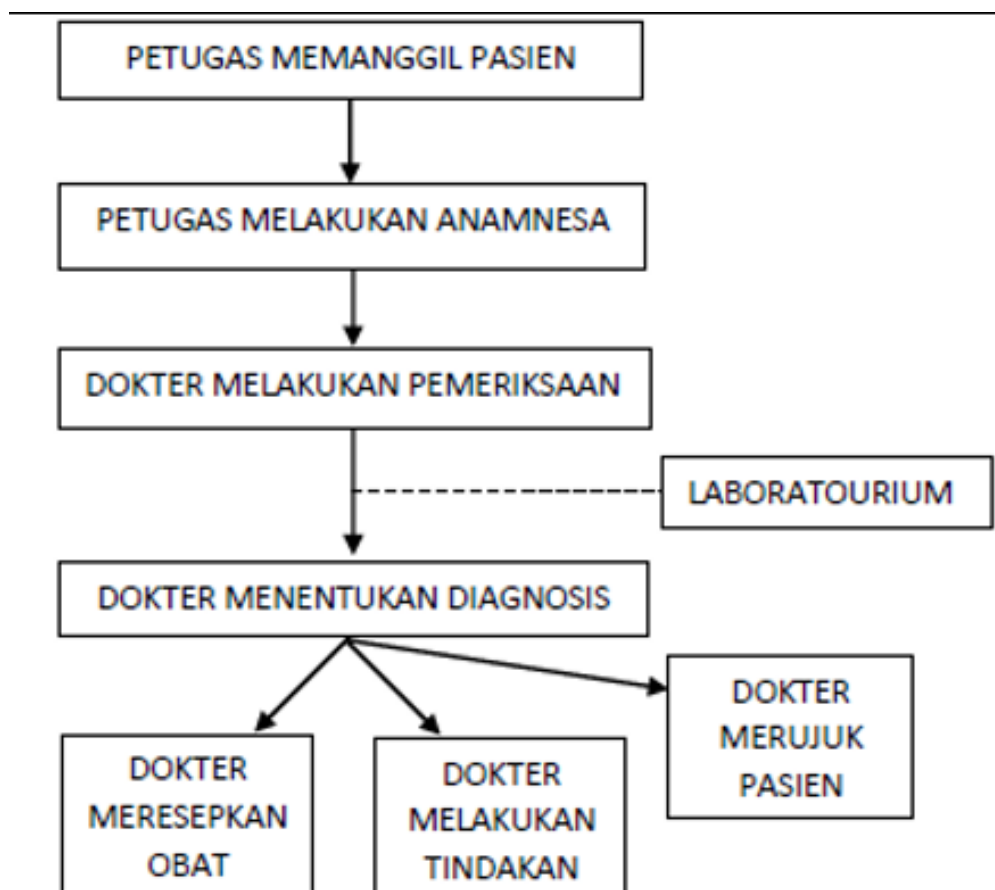 PETUGAS MEMANGGIL PASIEN
PETUGAS MELAKUKAN ANAMNESA
DOKTER MELAKUKAN PEMERIKSAAN
LABORATOURIUM
DOKTER MENENTUKAN DIAGNOSIS
DOKTER
MERESEPKAN
OBAT
DOKTER
MELAKUKAN
TINDAKAN
DOKTER
MERUJUK
PASIEN